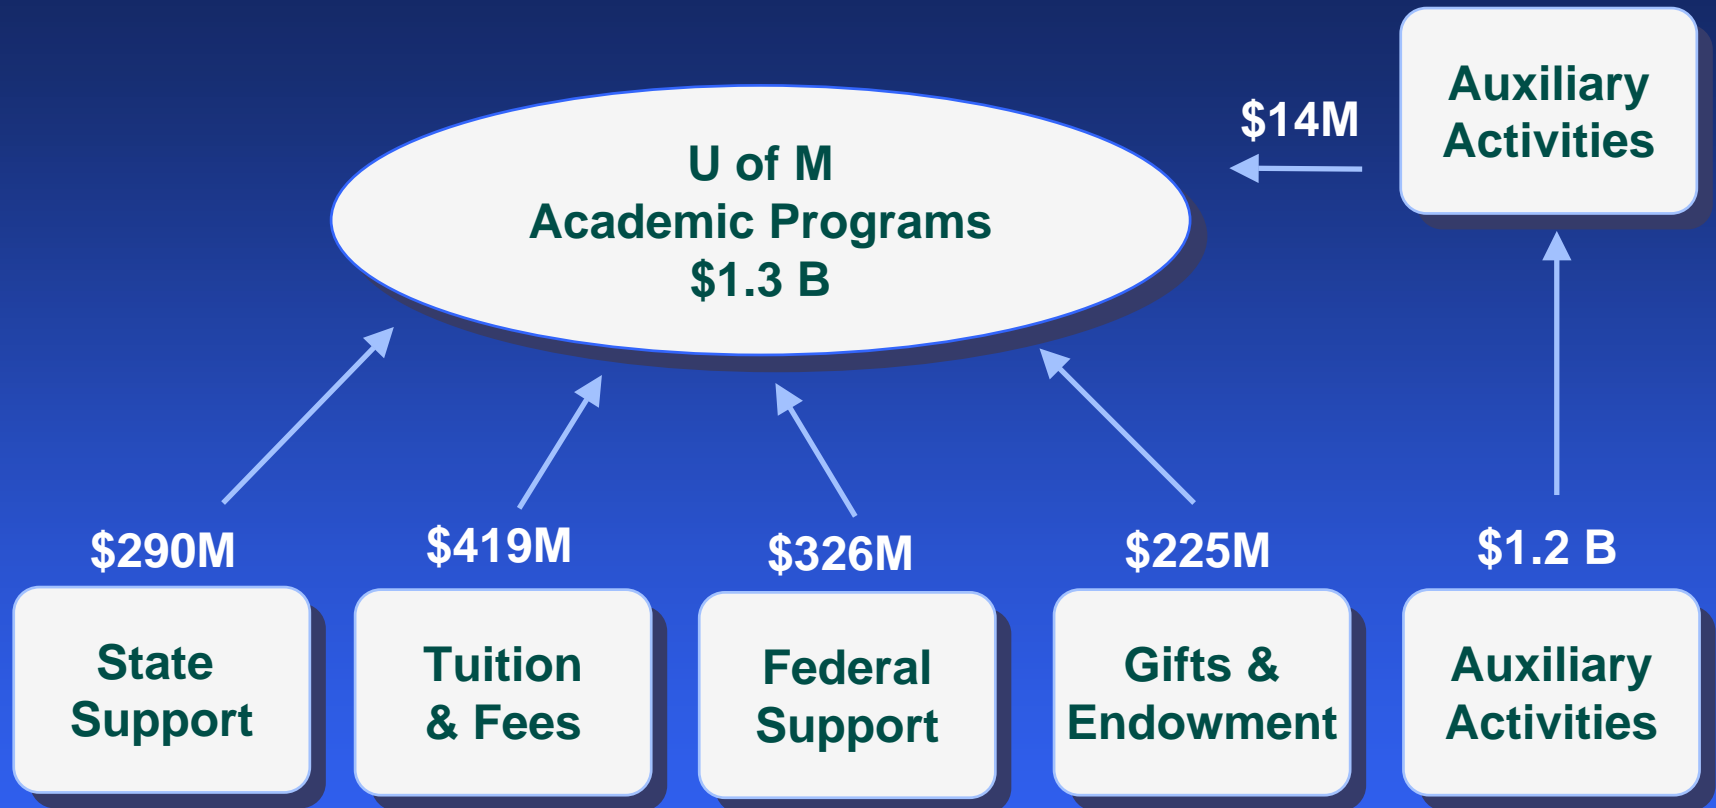 U of M
Academic Programs
$1.3 B
$14M
Auxiliary
Activities
$290M
$419M
$326M
$225M
$1.2 B
State
Support
Tuition
& Fees
Federal
Support
Gifts &
Endowment
Auxiliary
Activities